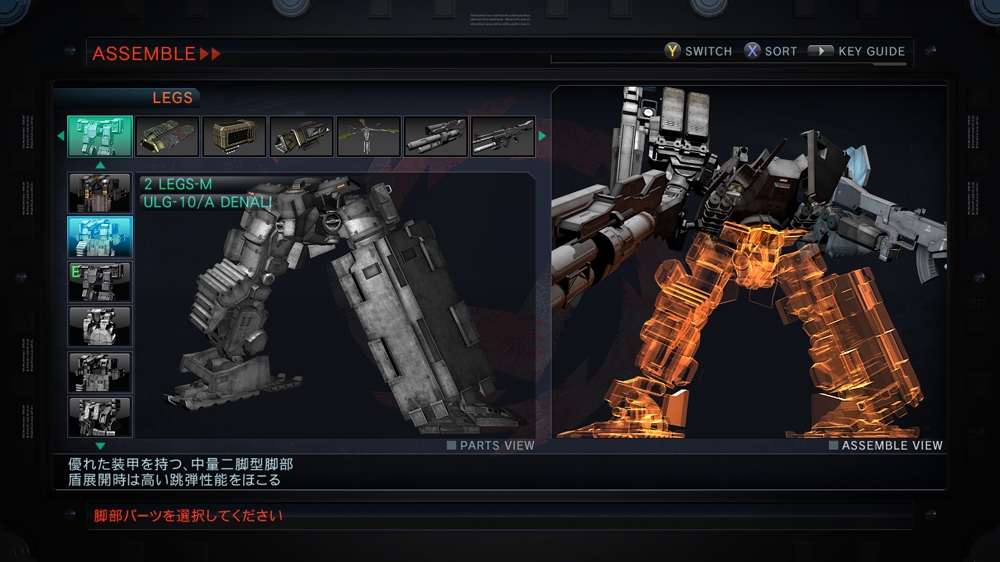 ASSEMBLE
Y SWITCH X SORT KEY GUIDE
LEGS
2 LEGS-M
ULG-10/A DENALI
E
PARTS VIEW
ASSEMBLE VIEW
優れた装甲を持つ、中量二脚型脚部
盾展開時は高い跳弾性能をほこる
脚部パーツを選択してください